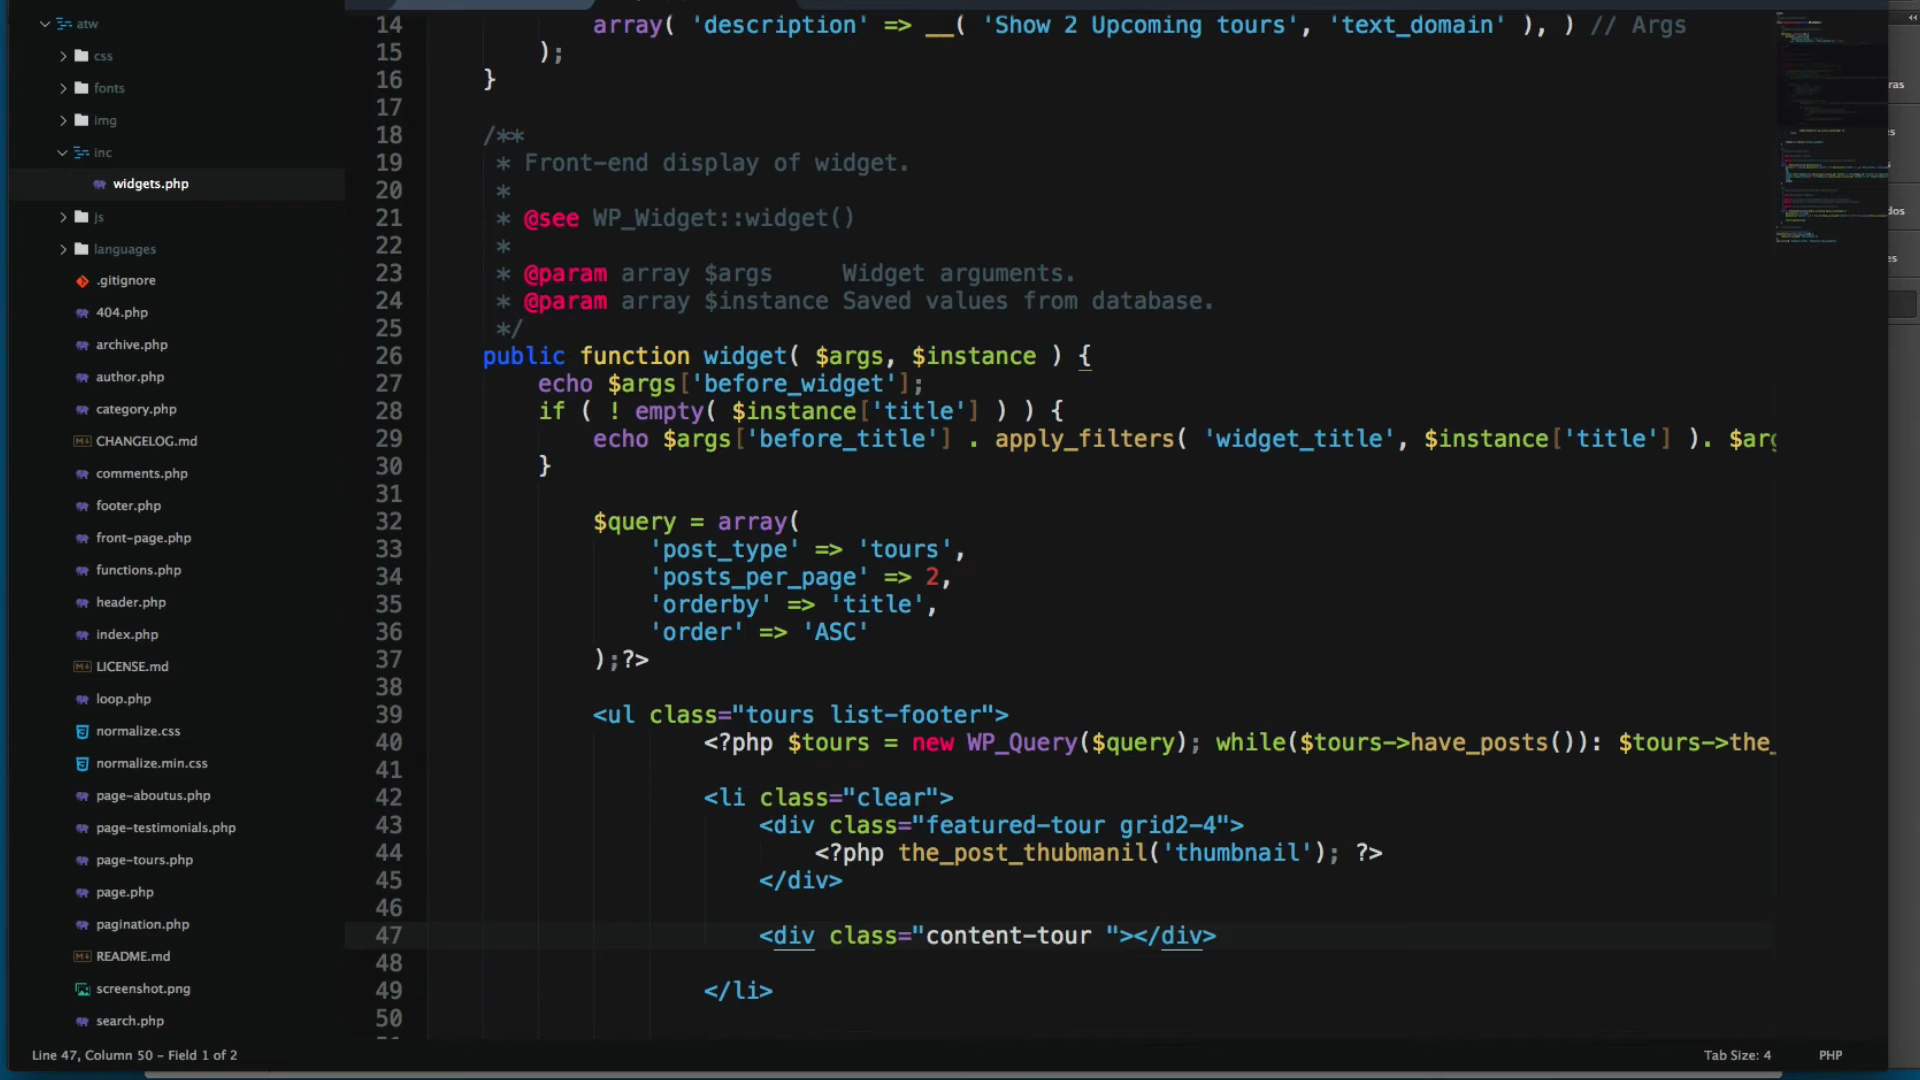 atw
css
fonts
img
inc
widgets.php
js
languages
.gitignore
404.php
archive.php
author.php
category.php
CHANGELOG.md
comments.php
footer.php
front-page.php
functions.php
header.php
index.php
LICENSE.md
loop.php
normalize.css
normalize.min.css
page-aboutus.php
page-testimonials.php
page-tours.php
page.php
pagination.php
README.md
screenshot.png
search.php
14 array( 'description' => __( 'Show 2 Upcoming tours', 'text_domain' ), ) // Args
15 );
16 }
17
18 /**
19 * Front-end display of widget.
20 *
21 * @see WP_Widget::widget()
22 *
23 * @param array $args     Widget arguments.
24 * @param array $instance Saved values from database.
25 */
26 public function widget( $args, $instance ) {
27 echo $args['before_widget'];
28 if ( ! empty( $instance['title'] ) ) {
29 echo $args['before_title'] . apply_filters( 'widget_title', $instance['title'] ). $arg
30 }
31
32 $query = array(
33 'post_type' => 'tours',
34 'posts_per_page' => 2,
35 'orderby' => 'title',
36 'order' => 'ASC'
37 );?>
38
39 <ul class="tours list-footer">
40 <?php $tours = new WP_Query($query); while($tours->have_posts()): $tours->the_
41
42 <li class="clear">
43 <div class="featured-tour grid2-4">
44 <?php the_post_thubmanil('thumbnail'); ?>
45 </div>
46
47 <div class="content-tour "></div>
48
49 </li>
50
ras
es
s
dos
es
Line 47, Column 50 – Field 1 of 2
Tab Size: 4
PHP